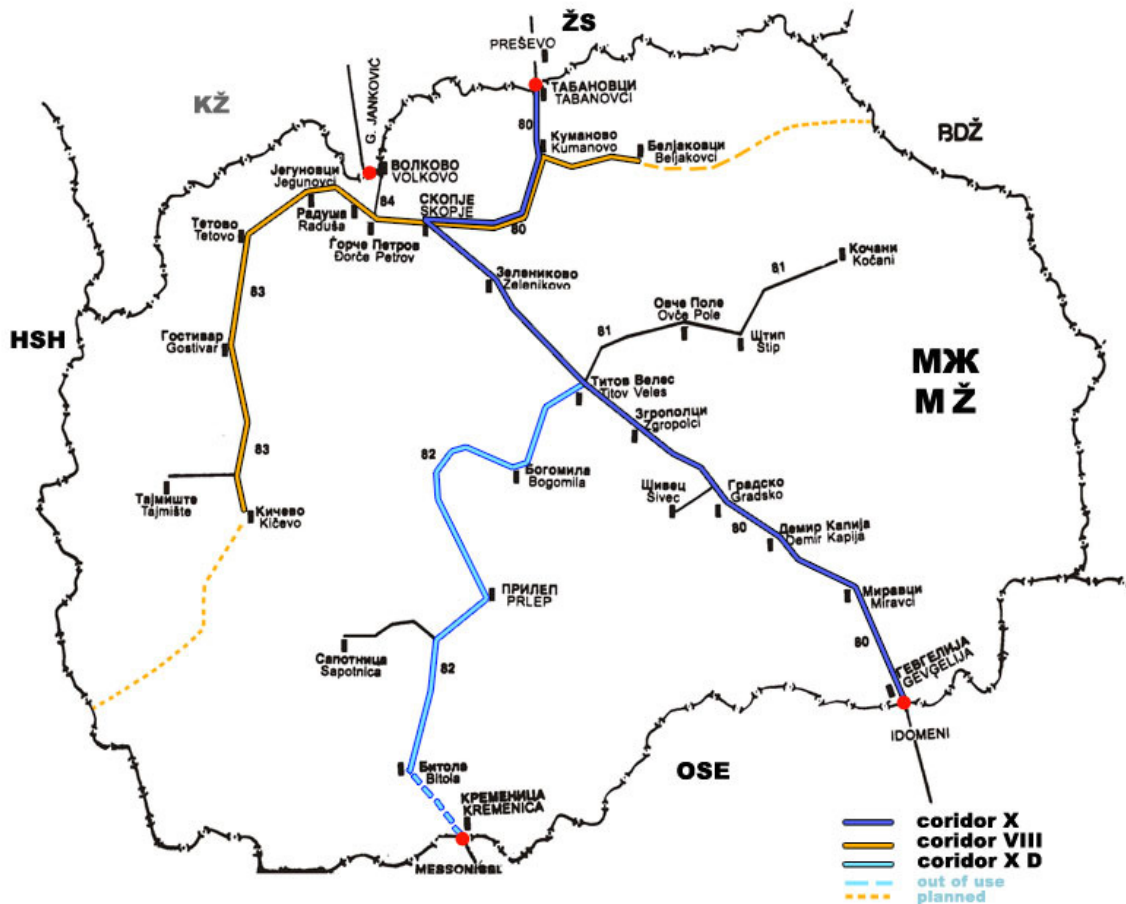 ŽS
PREŠEVO
ТАБАНОВЦИ
TABANOVCI
KŽ
G. JANKOVIĆ
80
Куманово
Kumanovo
Белјаковци
Beljakovci
BDŽ
ВОЛКОВО
VOLKOVO
Јегуновци
Jegunovci
84
Радуша
Raduša
СКОПЈЕ
SKOPJE
80
Тетово
Tetovo
Ѓорче Петров
Đorče Petrov
Кочани
Kočani
81
Зелениково
Zelenikovo
83
Овче Поле
Ovče Pole
81
Штип
Štip
HSH
Гостивар
Gostivar
МЖ
MŽ
Титов Велес
Titov Veles
Згрополци
Zgropolci
83
82
Богомила
Bogomila
Шивец
Šivec
Градско
Gradsko
Тајмиште
Tajmište
Кичево
Kičevo
80
Демир Капија
Demir Kapija
ПРИЛЕП
PRLEP
Миравци
Miravci
Сапотница
Sapotnica
82
80
ГЕВГЕЛИЈА
GEVGELIJA
IDOMENI
Битола
Bitola
OSE
КРЕМЕНИЦА
KREMENICA
coridor X
coridor VIII
coridor X D
out of use
planned